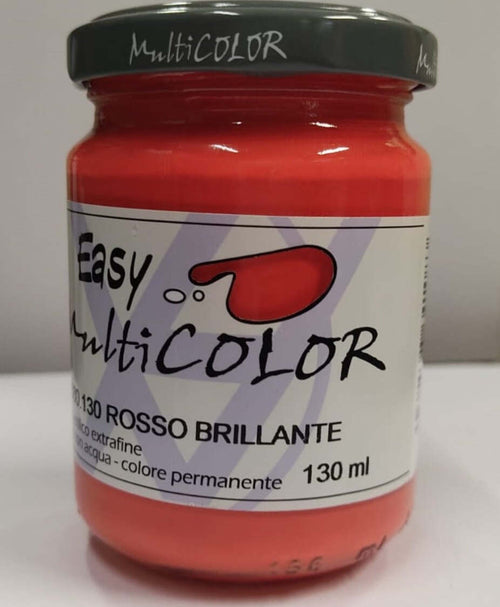 MultiCOLOR
Easy
MultiCOLOR
.130 ROSSO BRILLANTE
extrafine
acqua - colore permanente 130 ml